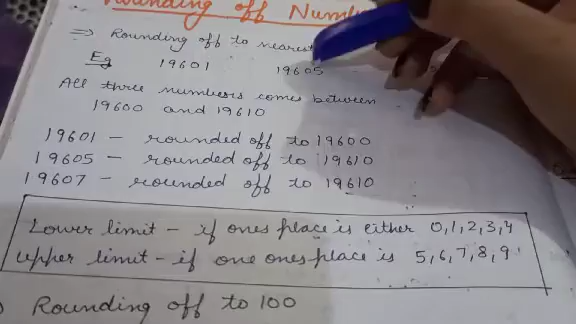 Rounding off Num
⇒ Rounding off to nearest
Eg 19601 19605
All three numbers comes between
19600 and 19610
19601 - rounded off to 19600
19605 - rounded off to 19610
19607 - rounded off to 19610
Lower limit - if ones place is either 0,1,2,3,4
upper limit - if one ones place is 5,6,7,8,9
Rounding off to 100